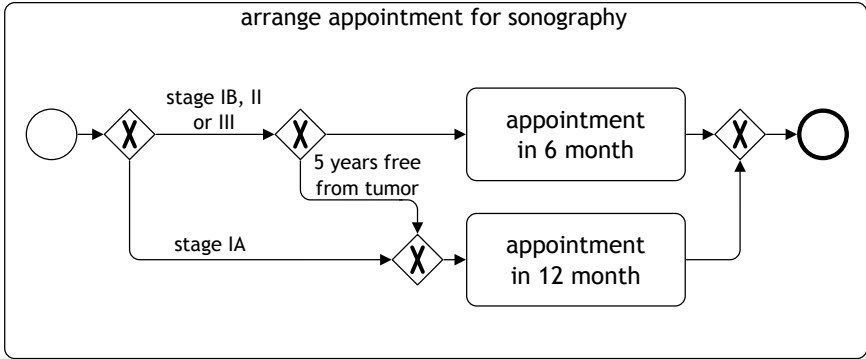 arrange appointment for sonography
stage IB, II
or III
appointment
in 6 month
5 years free
from tumor
stage IA
appointment
in 12 month